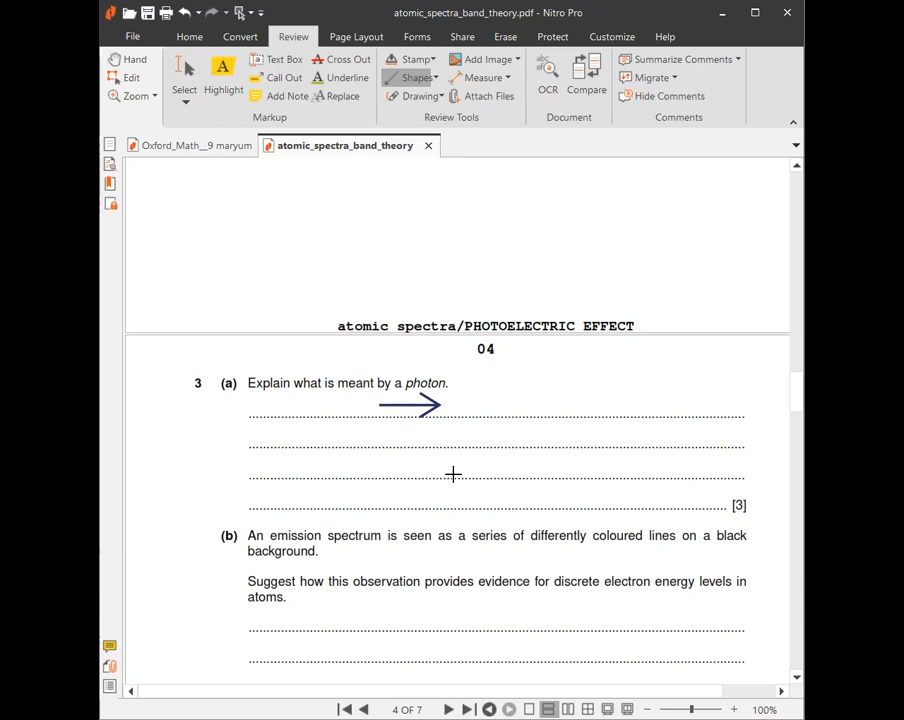 atomic_spectra_band_theory.pdf - Nitro Pro
File Home Convert Review Page Layout Forms Share Erase Protect Customize Help
Hand Edit Zoom
Select Highlight
Text Box Cross Out
Call Out Underline
Add Note Replace
Markup
Stamp Add Image
Shapes Measure
Drawing Attach Files
Review Tools
abc
OCR Compare
Document
Summarize Comments
Migrate
Hide Comments
Comments
Oxford_Math__9 maryum atomic_spectra_band_theory
atomic spectra/PHOTOELECTRIC EFFECT
04
3 (a) Explain what is meant by a photon.
................................................................................
................................................................................
................................................................................
................................................................................ [3]
(b) An emission spectrum is seen as a series of differently coloured lines on a black
background.
Suggest how this observation provides evidence for discrete electron energy levels in
atoms.
................................................................................
................................................................................
4 OF 7 100%